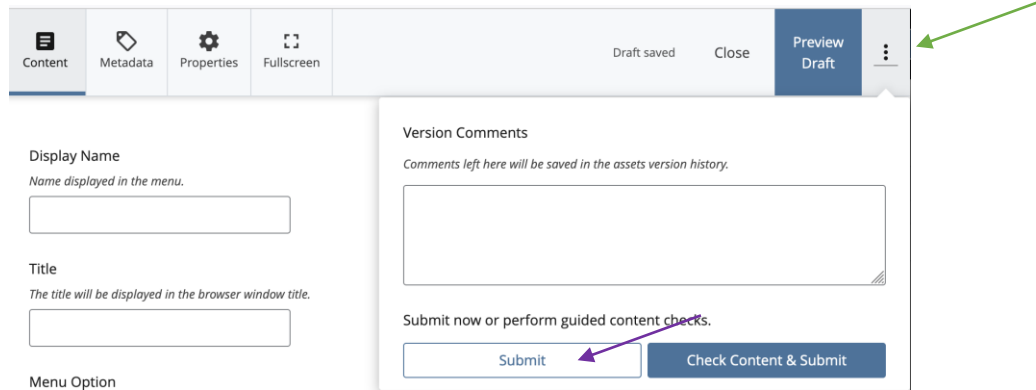 Content
Metadata
Properties
Fullscreen
Draft saved
Close
Preview
Draft
Version Comments
Comments left here will be saved in the assets version history.
Display Name
Name displayed in the menu.
Title
The title will be displayed in the browser window title.
Submit now or perform guided content checks.
Submit
Check Content & Submit
Menu Option